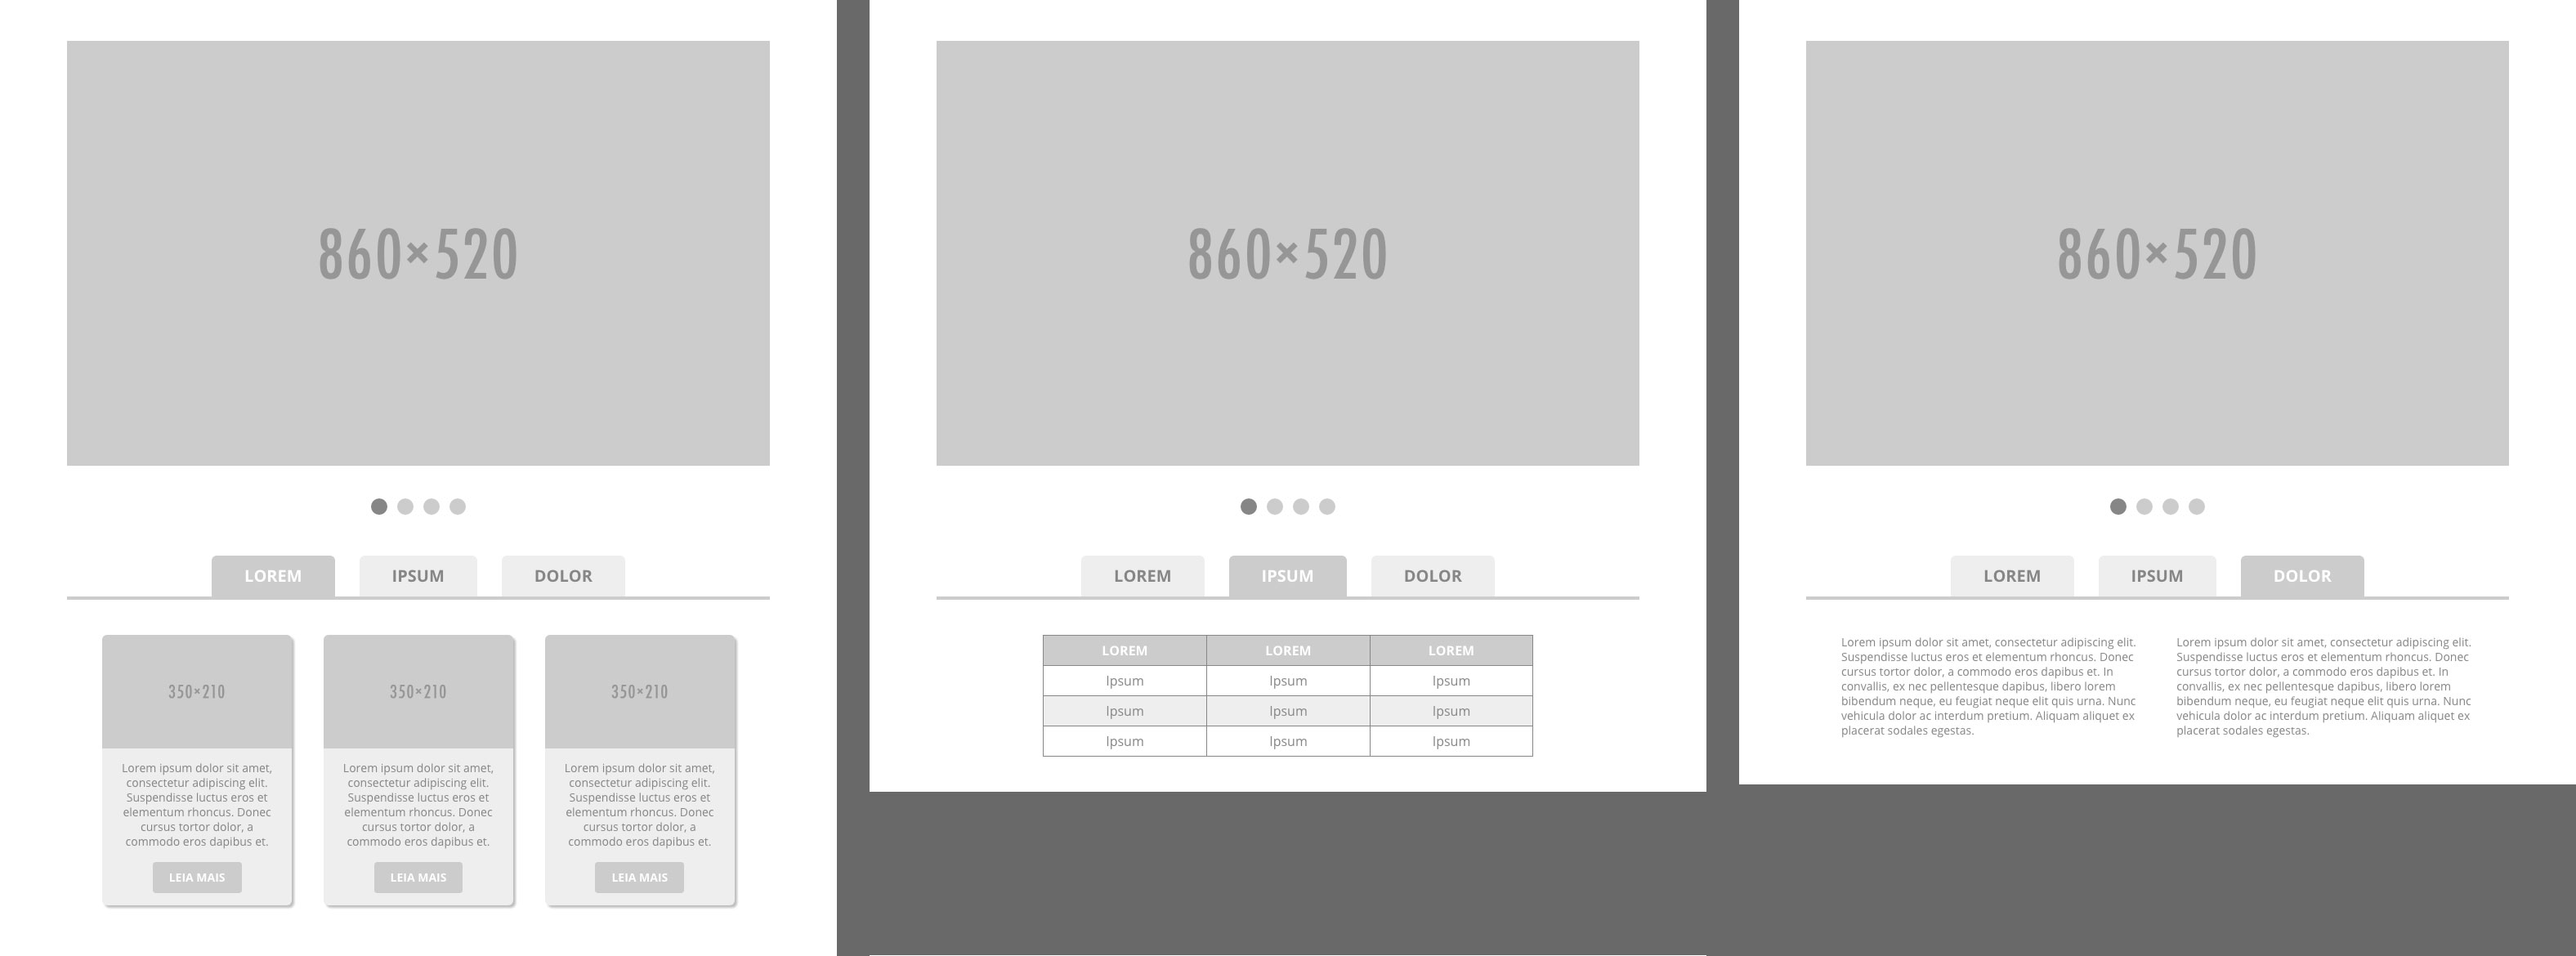 860×520
LOREM IPSUM DOLOR
350×210
Lorem ipsum dolor sit amet,
consectetur adipiscing elit.
Suspendisse luctus eros et
elementum rhoncus. Donec
cursus tortor dolor, a
commodo eros dapibus et.
LEIA MAIS
350×210
Lorem ipsum dolor sit amet,
consectetur adipiscing elit.
Suspendisse luctus eros et
elementum rhoncus. Donec
cursus tortor dolor, a
commodo eros dapibus et.
LEIA MAIS
350×210
Lorem ipsum dolor sit amet,
consectetur adipiscing elit.
Suspendisse luctus eros et
elementum rhoncus. Donec
cursus tortor dolor, a
commodo eros dapibus et.
LEIA MAIS
860×520
LOREM IPSUM DOLOR
LOREM LOREM LOREM
Ipsum Ipsum Ipsum
Ipsum Ipsum Ipsum
Ipsum Ipsum Ipsum
860×520
LOREM IPSUM DOLOR
Lorem ipsum dolor sit amet, consectetur adipiscing elit.
Suspendisse luctus eros et elementum rhoncus. Donec
cursus tortor dolor, a commodo eros dapibus et. In
convallis, ex nec pellentesque dapibus, libero lorem
bibendum neque, eu feugiat neque elit quis urna. Nunc
vehicula dolor ac interdum pretium. Aliquam aliquet ex
placerat sodales egestas.
Lorem ipsum dolor sit amet, consectetur adipiscing elit.
Suspendisse luctus eros et elementum rhoncus. Donec
cursus tortor dolor, a commodo eros dapibus et. In
convallis, ex nec pellentesque dapibus, libero lorem
bibendum neque, eu feugiat neque elit quis urna. Nunc
vehicula dolor ac interdum pretium. Aliquam aliquet ex
placerat sodales egestas.